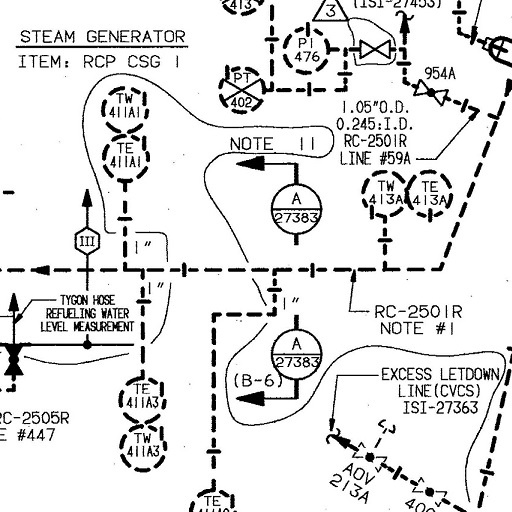 413
(ISI-27453)
3
STEAM GENERATOR
ITEM: RCP CSG 1
PI
476
PT
402
954A
TW
411A1
TE
411A1
1.05"O.D.
0.245:I.D.
RC-2501R
LINE #59A
NOTE 11
A
27383
TW
413A
TE
413A
III
1"
1"
1"
TYGON HOSE
REFUELING WATER
LEVEL MEASUREMENT
RC-2501R
NOTE #1
A
27383
(B-6)
EXCESS LETDOWN
LINE(CVCS)
ISI-27363
TE
411A3
TW
411A3
RC-2505R
E #447
AOV
213A
TE